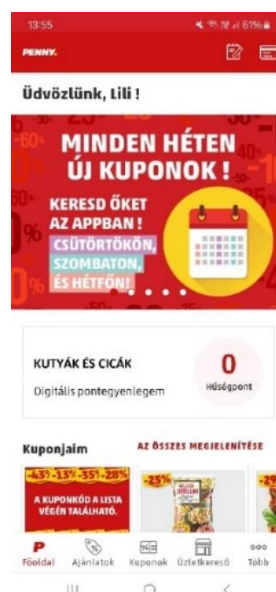 13:55
61%
PENNY.
Üdvözlünk, Lili !
MINDEN HÉTEN
ÚJ KUPONOK !
KERESD ŐKET
AZ APPBAN !
CSÜTÖRTÖKÖN,
SZOMBATON,
ÉS HÉTFŐN!
KUTYÁK ÉS CICÁK
Digitális pontegyenlegem
0
Hűségpont
Kuponjaim
AZ ÖSSZES MEGJELENÍTÉSE
-43% -13% -35% -28%
A KUPONKÓD A LISTA
VÉGÉN TALÁLHATÓ.
-25%
-29
P
Főoldal
Ajánlatok
Kuponok
Üzletkereső
Több